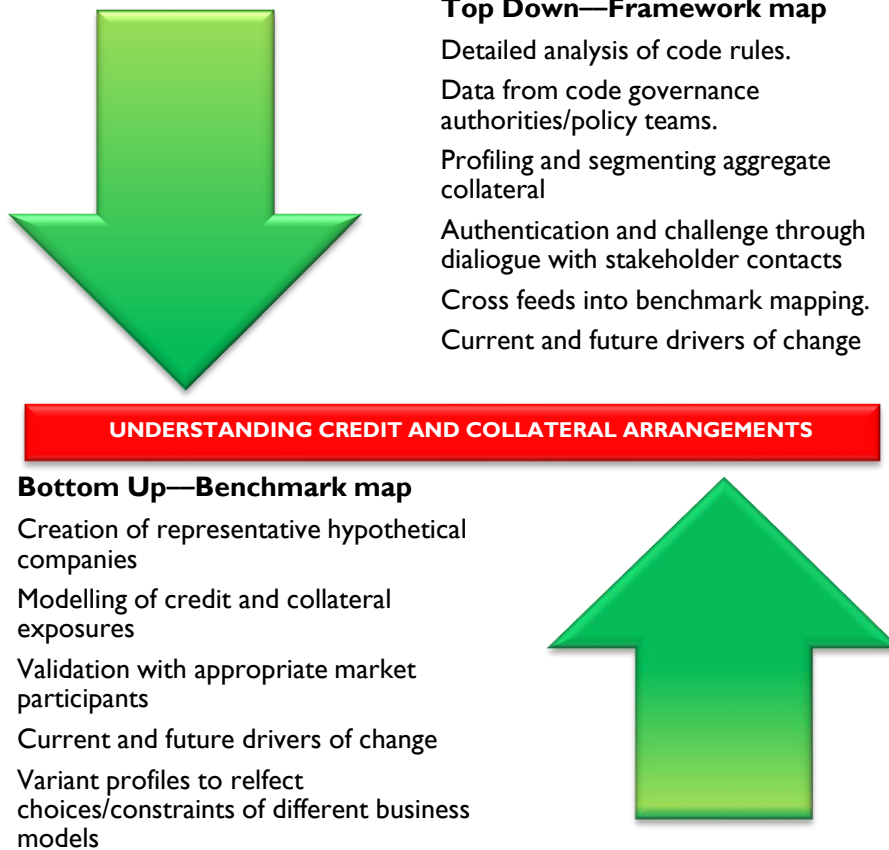 Top Down—Framework map
Detailed analysis of code rules.
Data from code governance
authorities/policy teams.
Profiling and segmenting aggregate
collateral
Authentication and challenge through
dialogue with stakeholder contacts
Cross feeds into benchmark mapping.
Current and future drivers of change
UNDERSTANDING CREDIT AND COLLATERAL ARRANGEMENTS
Bottom Up—Benchmark map
Creation of representative hypothetical
companies
Modelling of credit and collateral
exposures
Validation with appropriate market
participants
Current and future drivers of change
Variant profiles to relfect
choices/constraints of different business
models